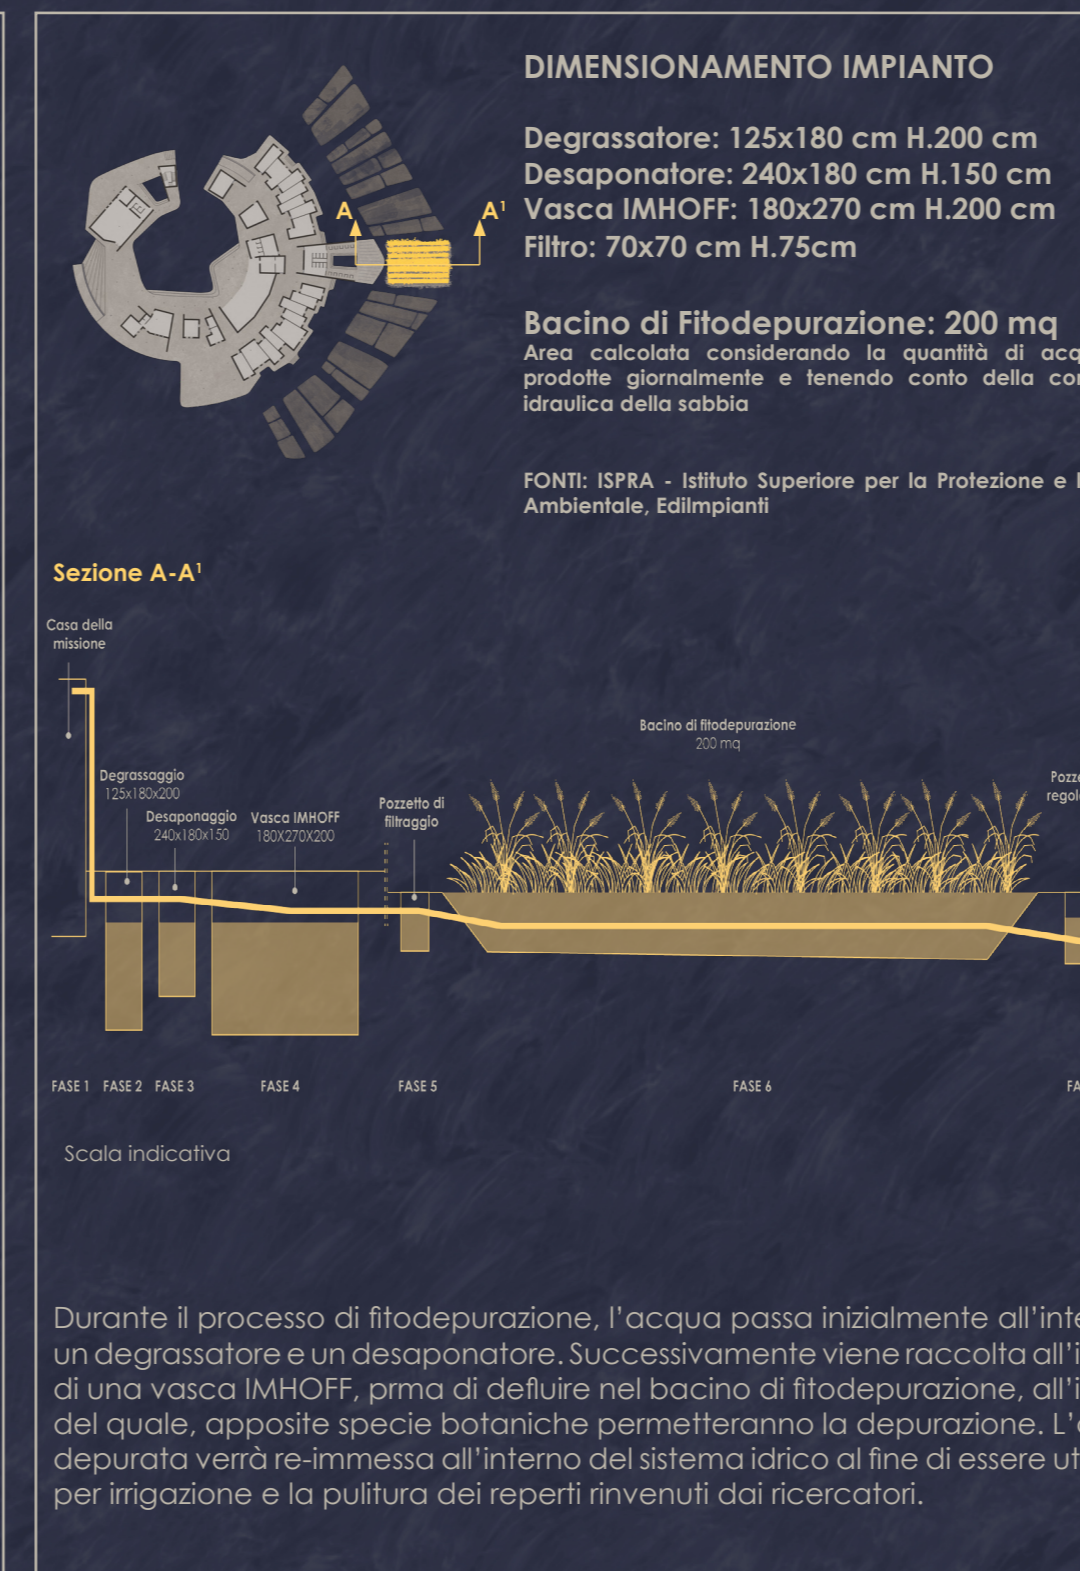 DIMENSIONAMENTO IMPIANTO
Degrassatore: 125x180 cm H.200 cm
Desaponatore: 240x180 cm H.150 cm
Vasca IMHOFF: 180x270 cm H.200 cm
Filtro: 70x70 cm H.75cm
Bacino di Fitodepurazione: 200 mq
Area calcolata considerando la quantità di
prodotte giornalmente e tenendo conto della
idraulica della sabbia
FONTI: ISPRA - Istituto Superiore per la Protezione e
Ambientale, EdilImpianti
A
A¹
Sezione A-A¹
Casa della
missione
Degrassaggio
125x180x200
Desaponaggio
240x180x150
Vasca IMHOFF
180X270X200
Pozzetto di
filtraggio
Bacino di fitodepurazione
200 mq
FASE 1
FASE 2
FASE 3
FASE 4
FASE 5
FASE 6
Scala indicativa
Durante il processo di fitodepurazione, l'acqua passa inizialmente
un degrassatore e un desaponatore. Successivamente viene raccolta
di una vasca IMHOFF, prma di defluire nel bacino di fitodepurazione,
del quale, apposite specie botaniche permetteranno la depurazione.
depurata verrà re-immessa all'interno del sistema idrico al fine di essere
per irrigazione e la pulitura dei reperti rinvenuti dai ricercatori.